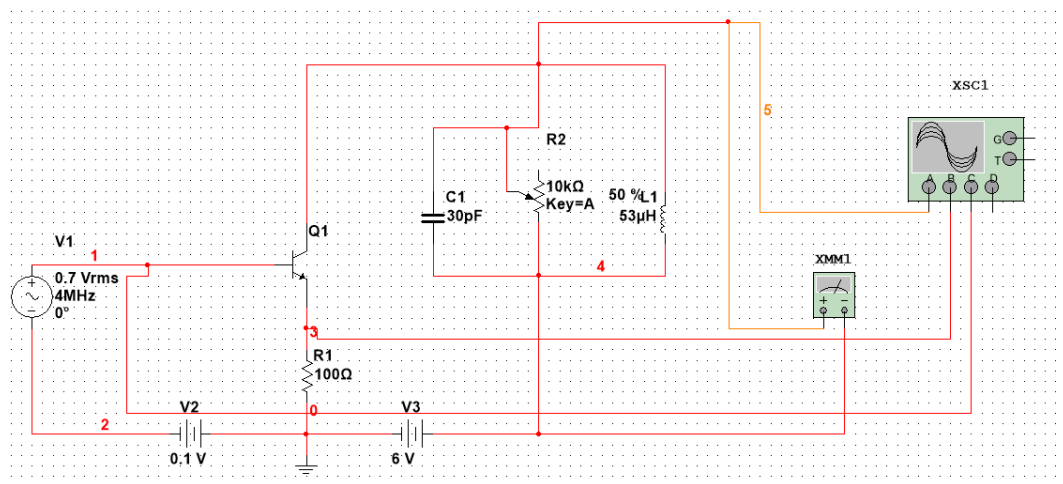 XSC1
5
G
T
A B C D
R2
10kΩ
Key=A
50 %
L1
53µH
C1
30pF
Q1
V1
1
0.7 Vrms
4MHz
0°
4
XMM1
3
R1
100Ω
0
V2
V3
2
0.1 V
6 V